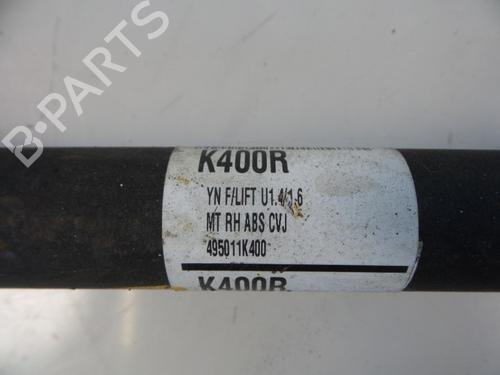 K400R
YN F/LIFT U1.4/1.6
MT RH ABS CVJ
495011K400
K400R
B-PARTS